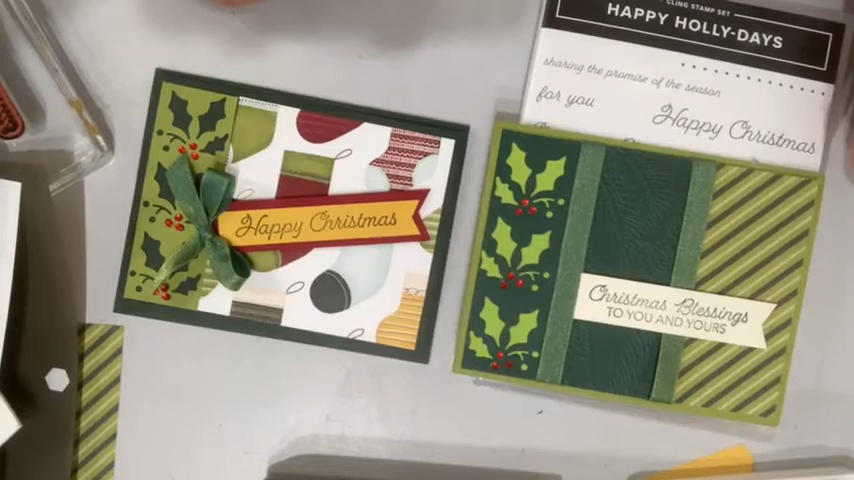 CLING STAMP SET
HAPPY HOLLY-DAYS
sharing the promise of the season
for you
Happy Christmas
Happy Christmas
Christmas Blessings
TO YOU AND YOURS